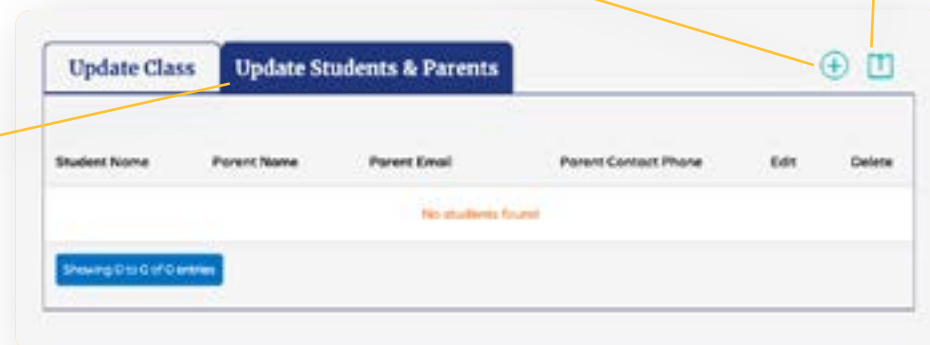 Update Class
Update Students & Parents
Student Name
Parent Name
Parent Email
Parent Contact Phone
Edit
Delete
No students found
Showing 0 to 0 of 0 entries